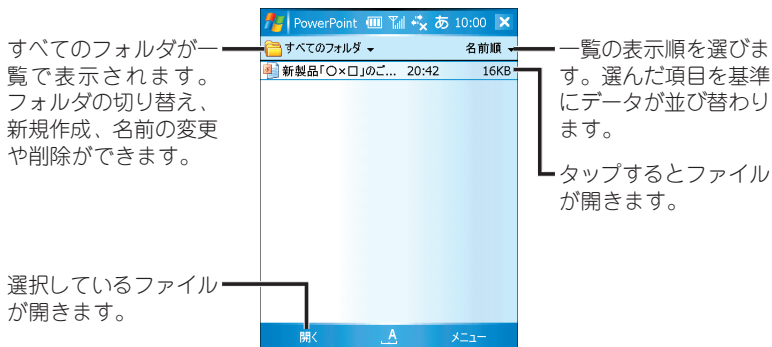 PowerPoint あ 10:00
すべてのフォルダ 名前順
新製品「○×□」のご... 20:42 16KB
開く A メニュー
すべてのフォルダが一
覧で表示されます。
フォルダの切り替え、
新規作成、名前の変更
や削除ができます。
選択しているファイル
が開きます。
一覧の表示順を選びま
す。選んだ項目を基準
にデータが並び替わり
ます。
タップするとファイル
が開きます。